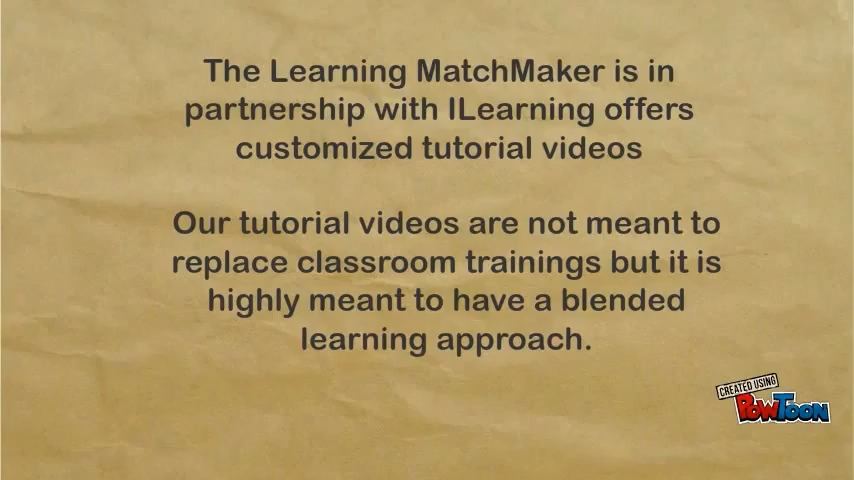 The Learning MatchMaker is in
partnership with ILearning offers
customized tutorial videos
Our tutorial videos are not meant to
replace classroom trainings but it is
highly meant to have a blended
learning approach.
CREATED USING
POWTOON